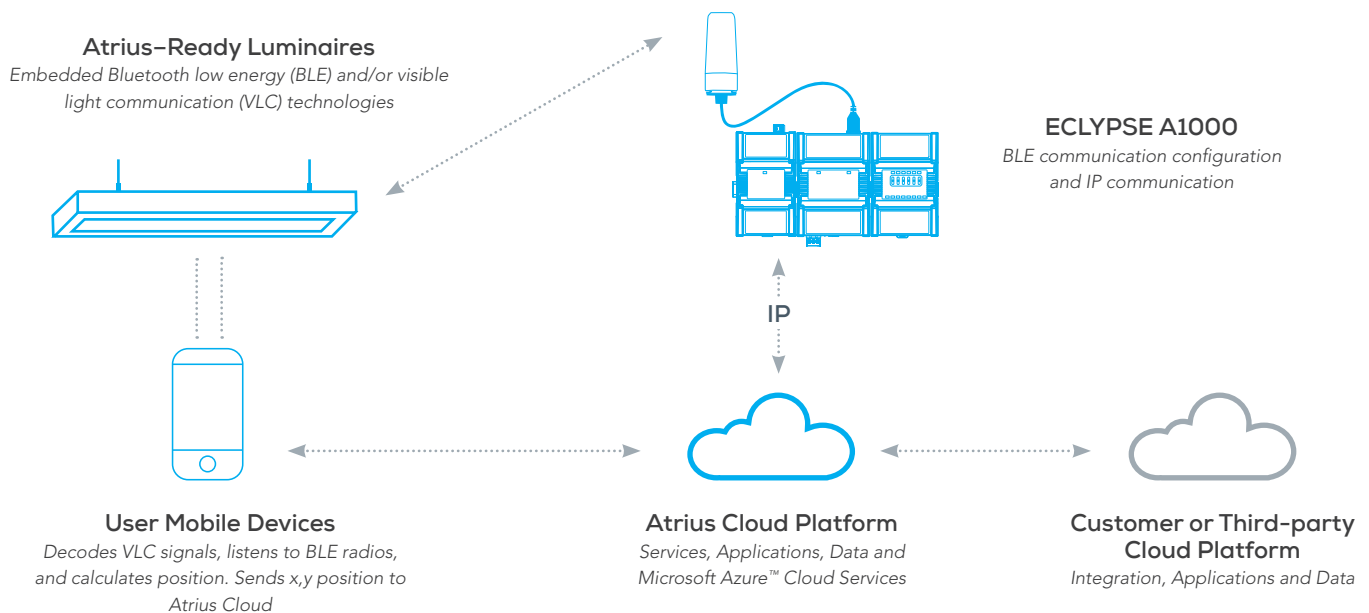 Atrius–Ready Luminaires
Embedded Bluetooth low energy (BLE) and/or visible
light communication (VLC) technologies
ECLYPSE A1000
BLE communication configuration
and IP communication
IP
User Mobile Devices
Decodes VLC signals, listens to BLE radios,
and calculates position. Sends x,y position to
Atrius Cloud
Atrius Cloud Platform
Services, Applications, Data and
Microsoft Azure™ Cloud Services
Customer or Third-party
Cloud Platform
Integration, Applications and Data